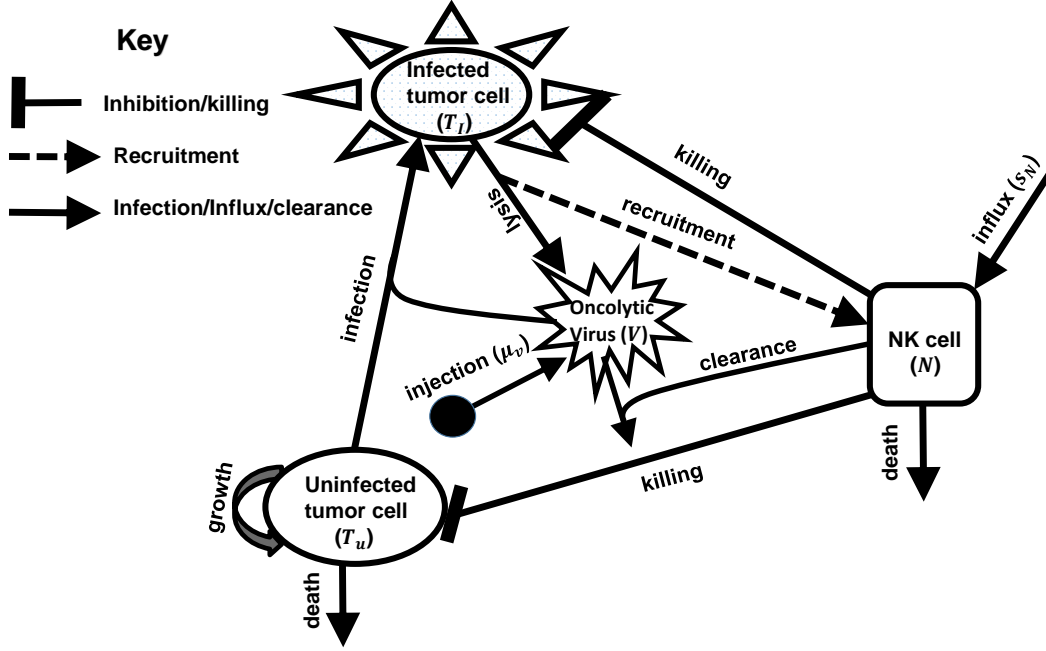 Key
Inhibition/killing
Recruitment
Infection/Influx/clearance
Infected
tumor cell
(T_I)
killing
influx (s_N)
lysis
recruitment
infection
Oncolytic
Virus (V)
injection (μ_v)
clearance
NK cell
(N)
growth
Uninfected
tumor cell
(T_u)
killing
death
death